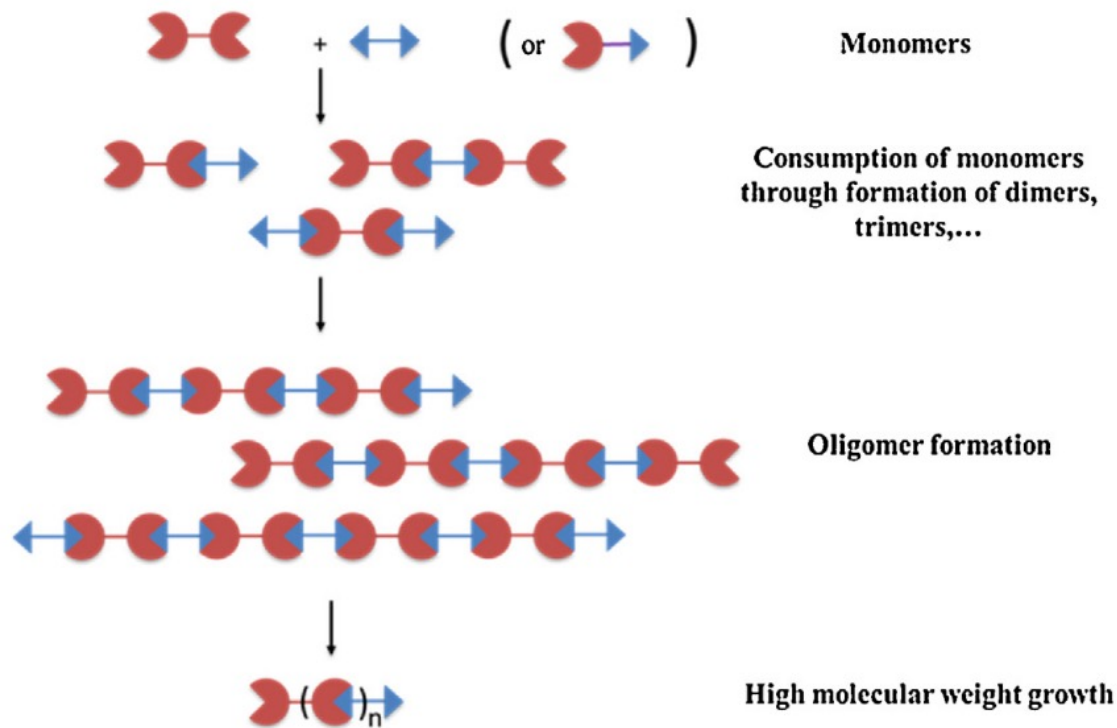 + ( or ) Monomers
Consumption of monomers
through formation of dimers,
trimers,...
Oligomer formation
( )n High molecular weight growth